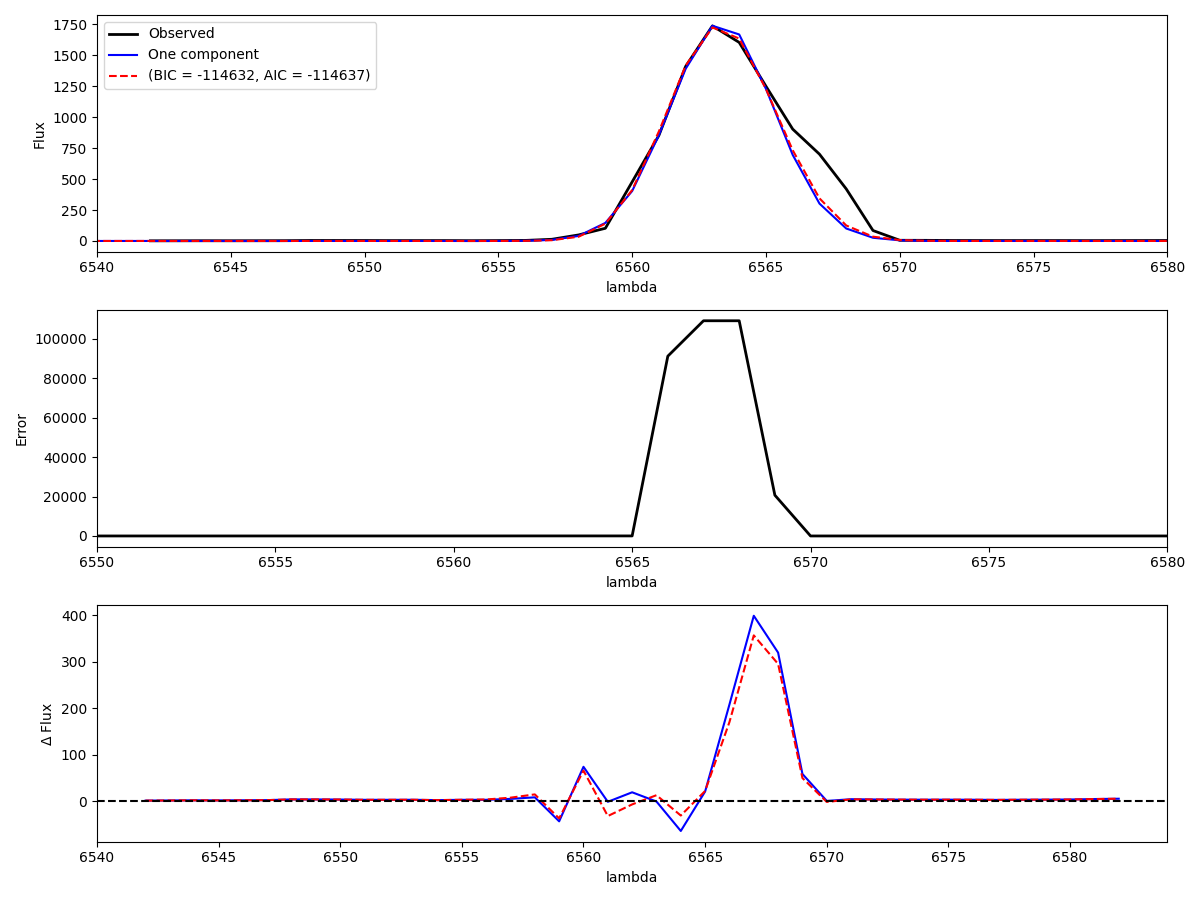 1750
1500
1250
1000
750
500
250
0
Flux
Observed
One component
(BIC = -114632, AIC = -114637)
6540 6545 6550 6555 6560 6565 6570 6575 6580
lambda
100000
80000
60000
40000
20000
0
Error
6550 6555 6560 6565 6570 6575 6580
lambda
400
300
200
100
0
Δ Flux
6540 6545 6550 6555 6560 6565 6570 6575 6580
lambda